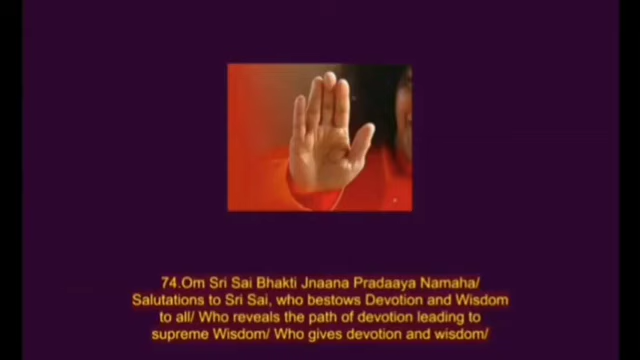 74.Om Sri Sai Bhakti Jnaana Pradaaya Namaha/
Salutations to Sri Sai, who bestows Devotion and Wisdom
to all/ Who reveals the path of devotion leading to
supreme Wisdom/ Who gives devotion and wisdom/